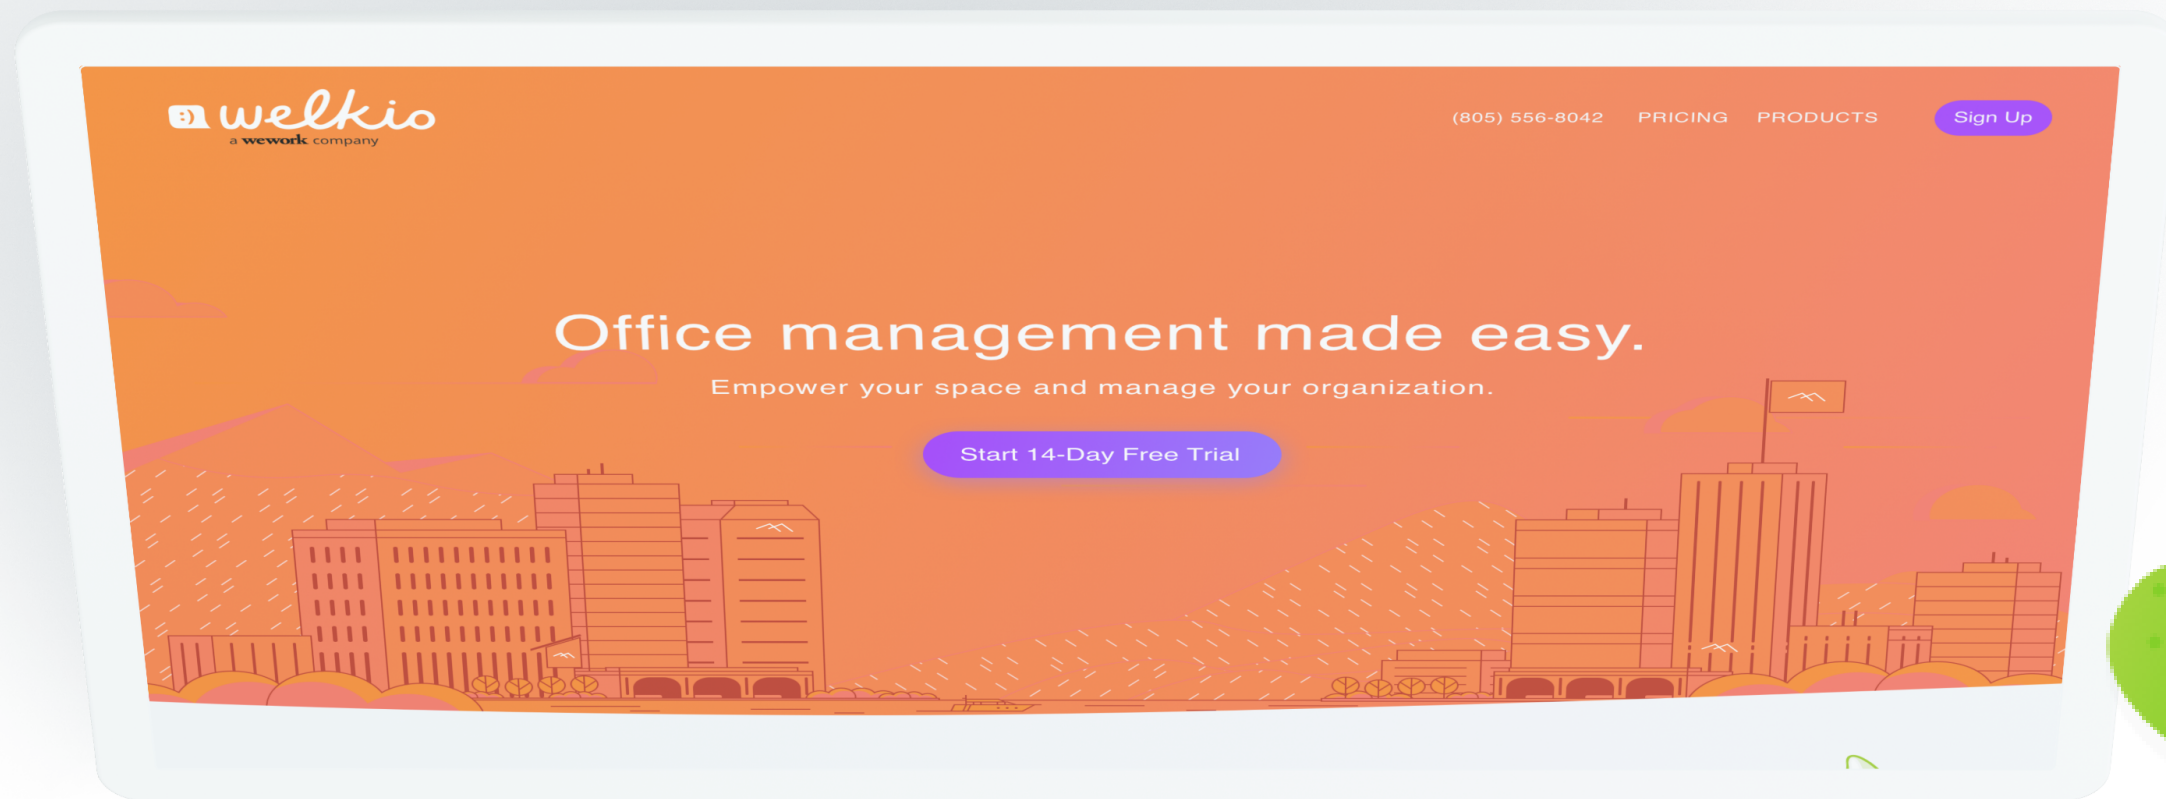 :) welkio
a wework company
(805) 556-8042 PRICING PRODUCTS Sign Up
Office management made easy.
Empower your space and manage your organization.
Start 14-Day Free Trial